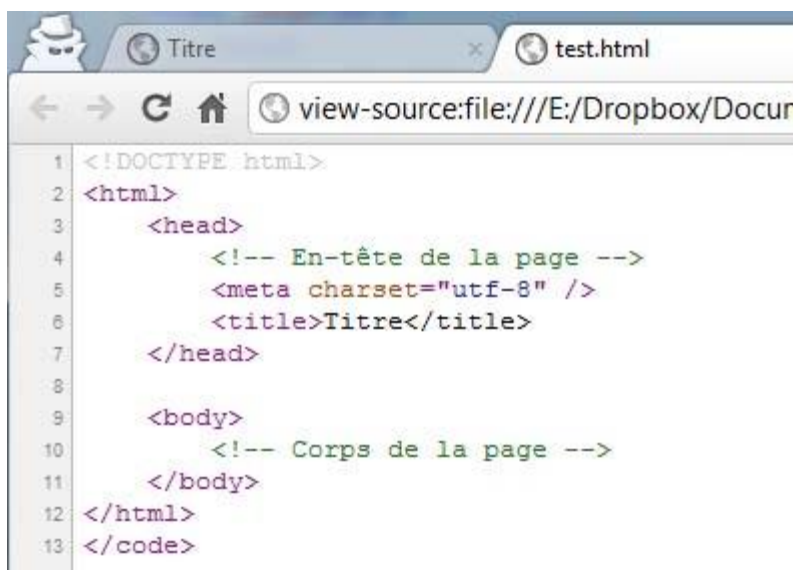 Titre × test.html
view-source:file:///E:/Dropbox/Docu
1 <!DOCTYPE html>
2 <html>
3 <head>
4 <!-- En-tête de la page -->
5 <meta charset="utf-8" />
6 <title>Titre</title>
7 </head>
8
9 <body>
10 <!-- Corps de la page -->
11 </body>
12 </html>
13 </code>